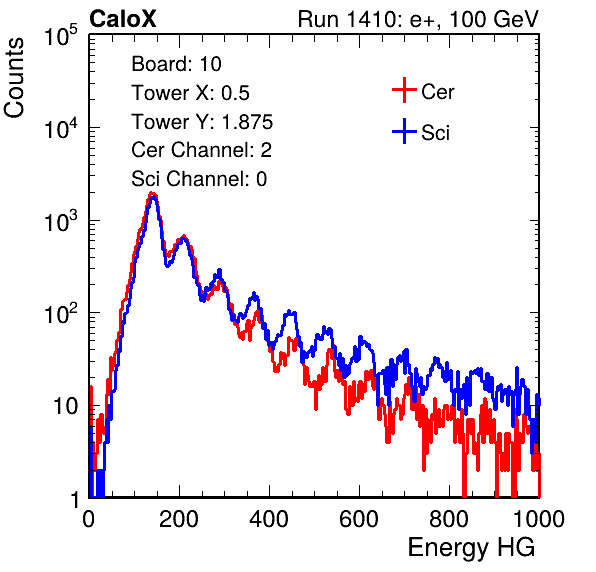 CaloX Run 1410: e+, 100 GeV
Board: 10
Tower X: 0.5
Tower Y: 1.875
Cer Channel: 2
Sci Channel: 0
Cer
Sci
Counts
10^5
10^4
10^3
10^2
10
1
0 200 400 600 800 1000
Energy HG